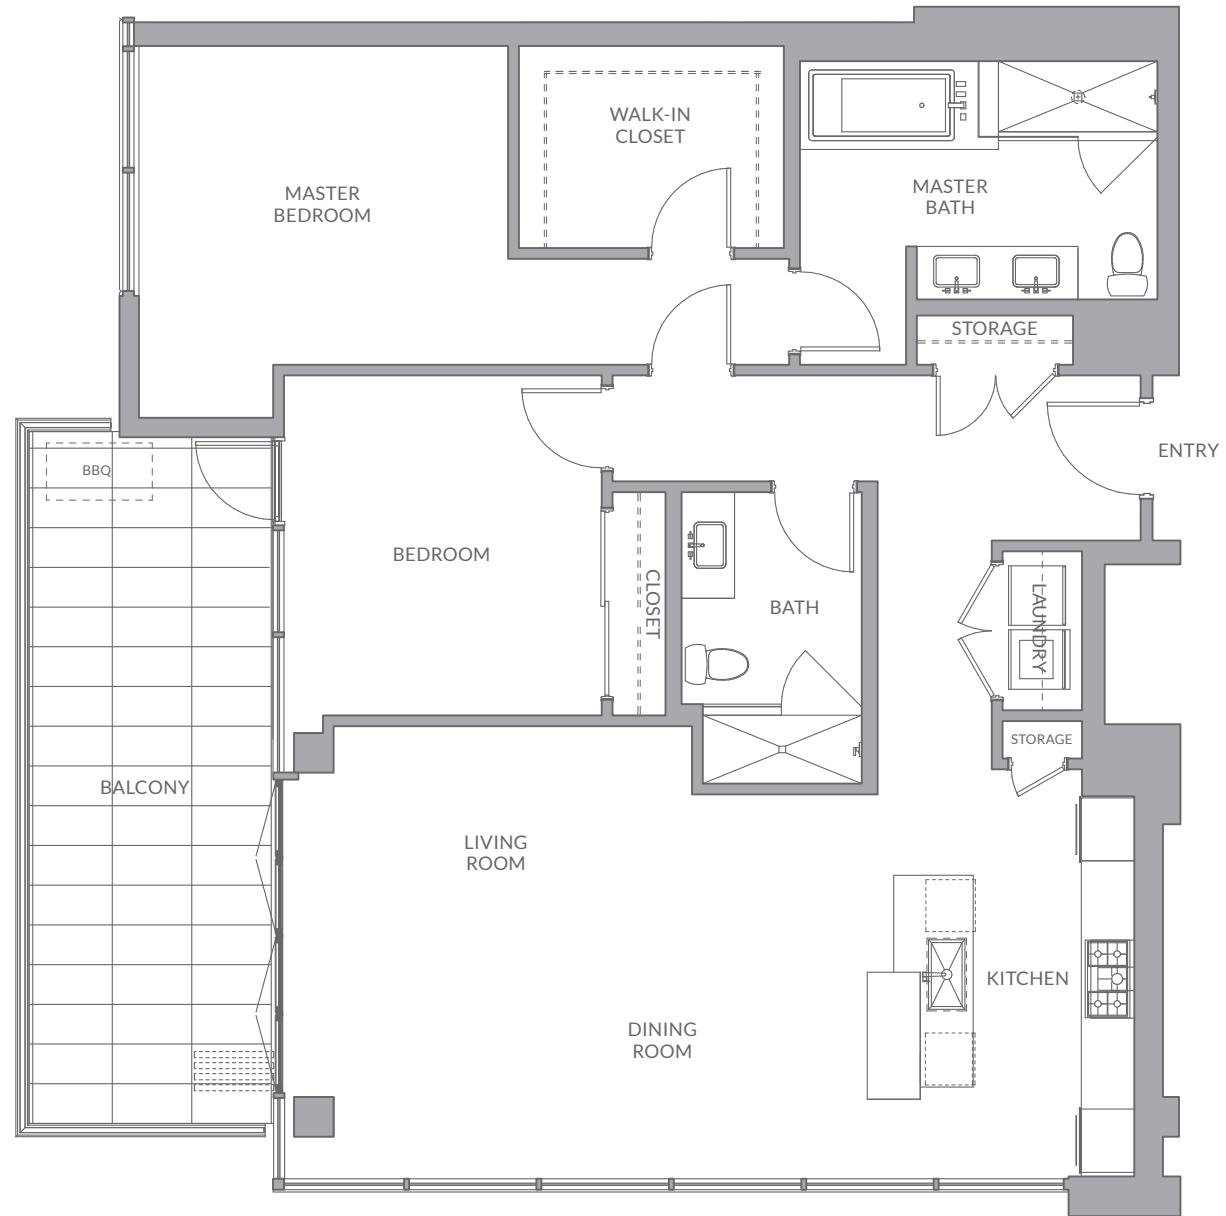 WALK-IN
CLOSET
MASTER
BEDROOM
MASTER
BATH
STORAGE
ENTRY
BBQ
BEDROOM
CLOSET
BATH
LAUNDRY
STORAGE
BALCONY
LIVING
ROOM
KITCHEN
DINING
ROOM